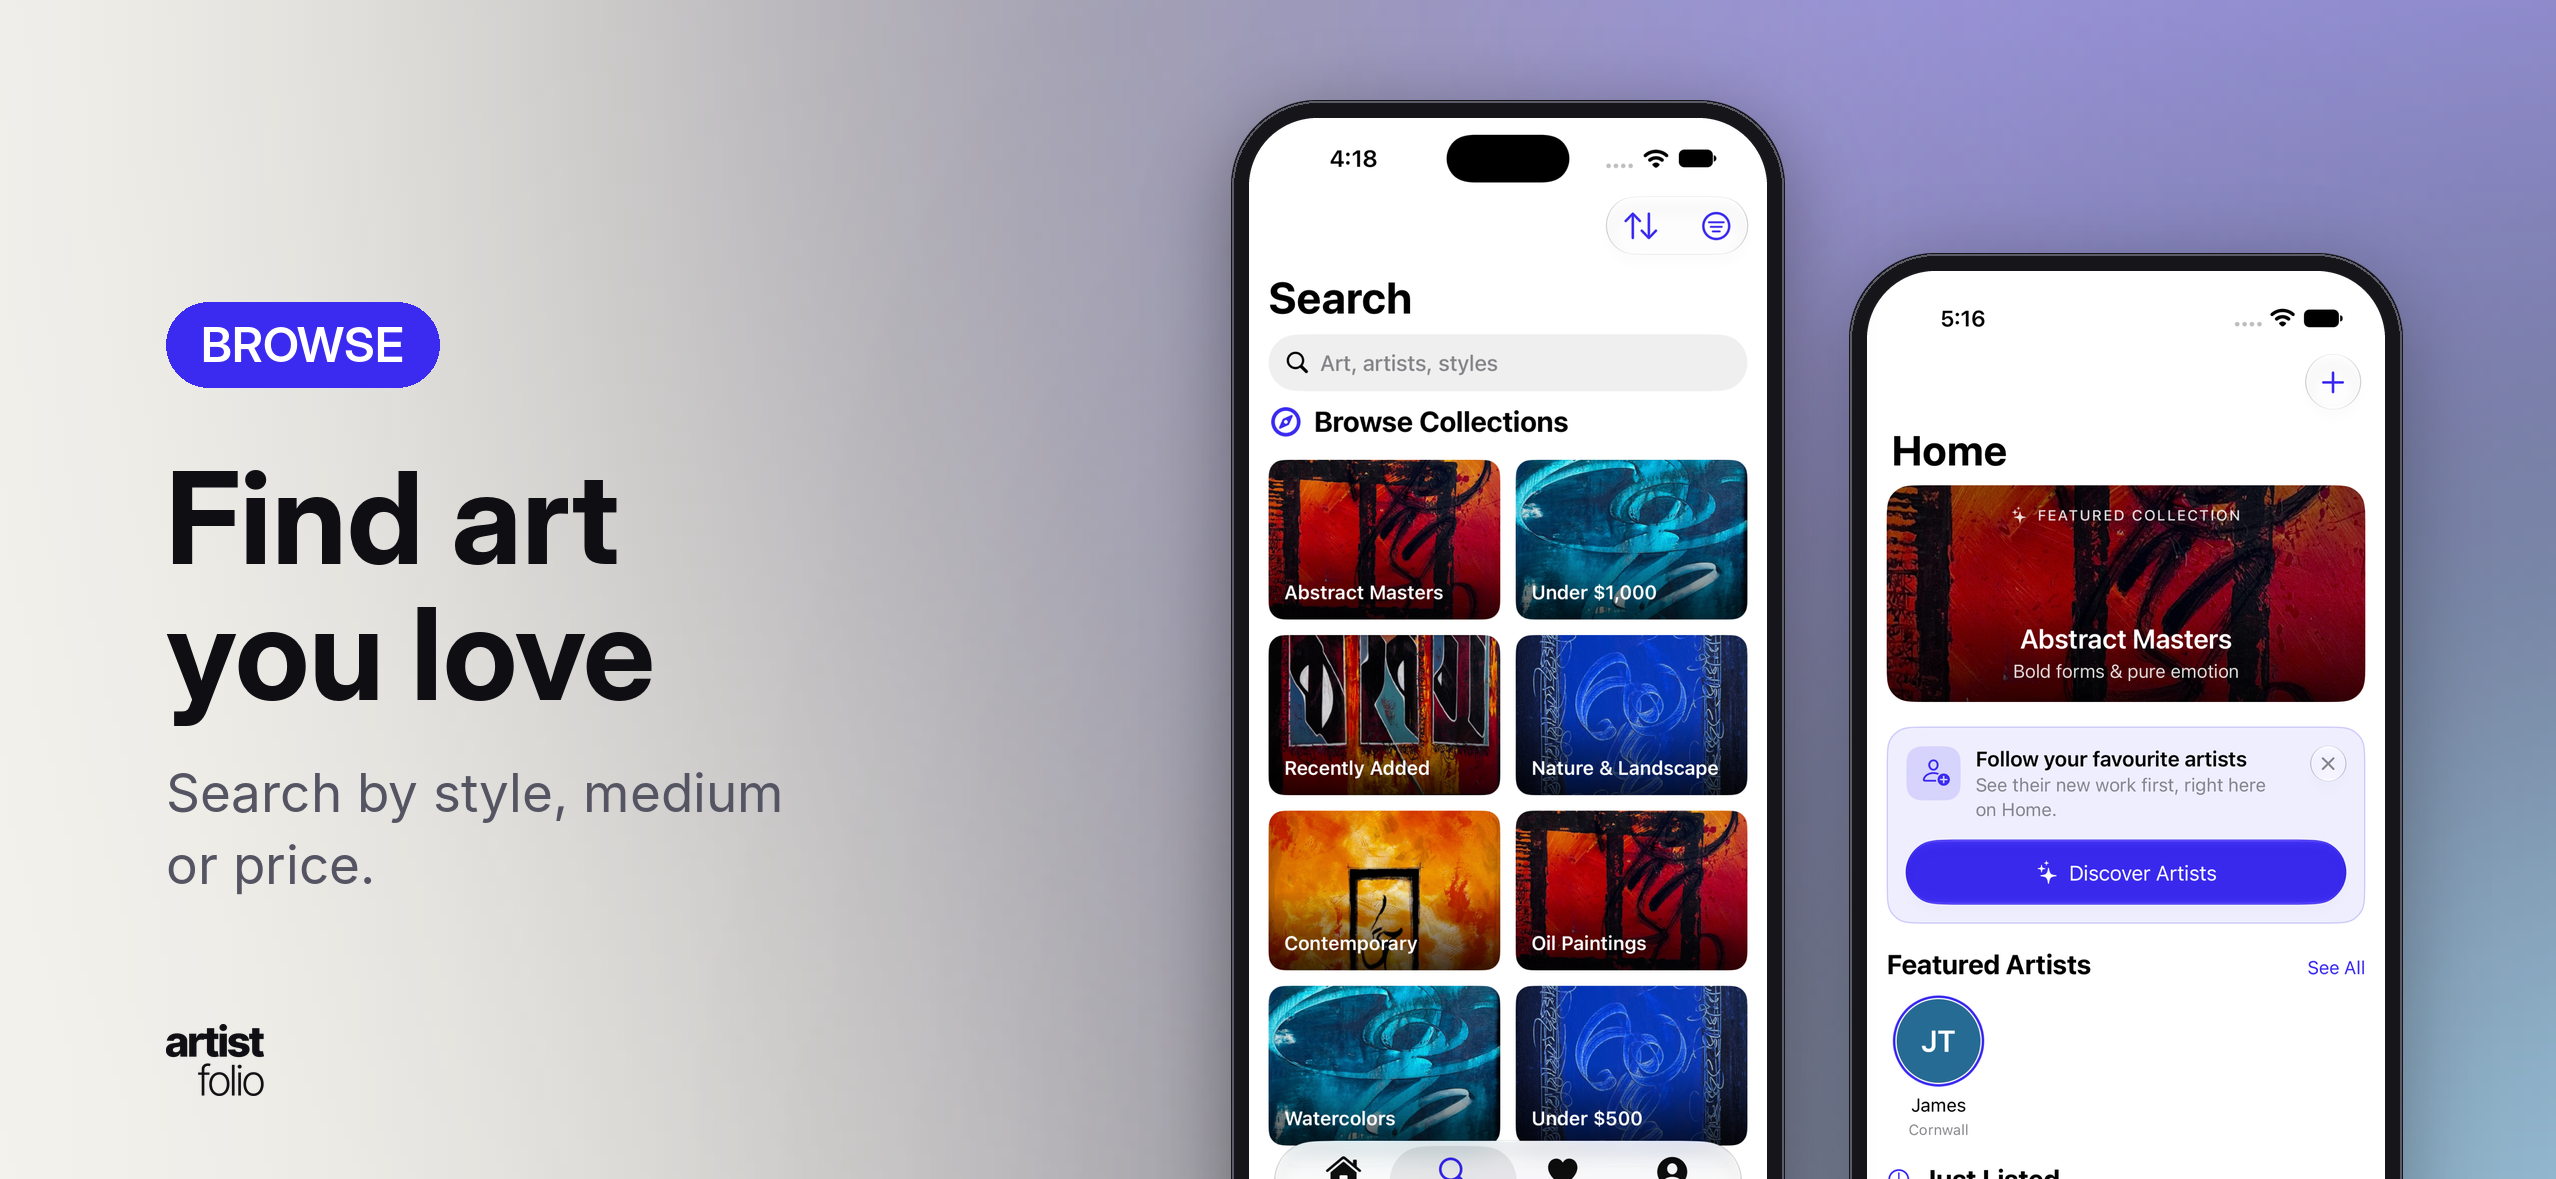 BROWSE
Find art
you love
Search by style, medium
or price.
artist
folio
4:18
Search
Art, artists, styles
Browse Collections
Abstract Masters
Under $1,000
Recently Added
Nature & Landscape
Contemporary
Oil Paintings
Watercolors
Under $500
5:16
Home
FEATURED COLLECTION
Abstract Masters
Bold forms & pure emotion
Follow your favourite artists
See their new work first, right here
on Home.
Discover Artists
Featured Artists
See All
JT
James
Cornwall
Just Listed